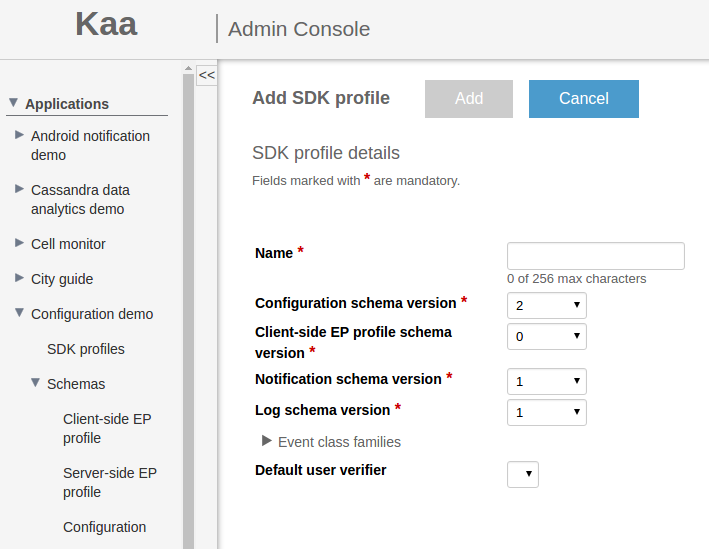 Kaa
Admin Console
<<
Applications
Android notification
demo
Cassandra data
analytics demo
Cell monitor
City guide
Configuration demo
SDK profiles
Schemas
Client-side EP
profile
Server-side EP
profile
Configuration
Add SDK profile Add Cancel
SDK profile details
Fields marked with * are mandatory.
Name *
0 of 256 max characters
Configuration schema version * 2
Client-side EP profile schema
version * 0
Notification schema version * 1
Log schema version * 1
Event class families
Default user verifier